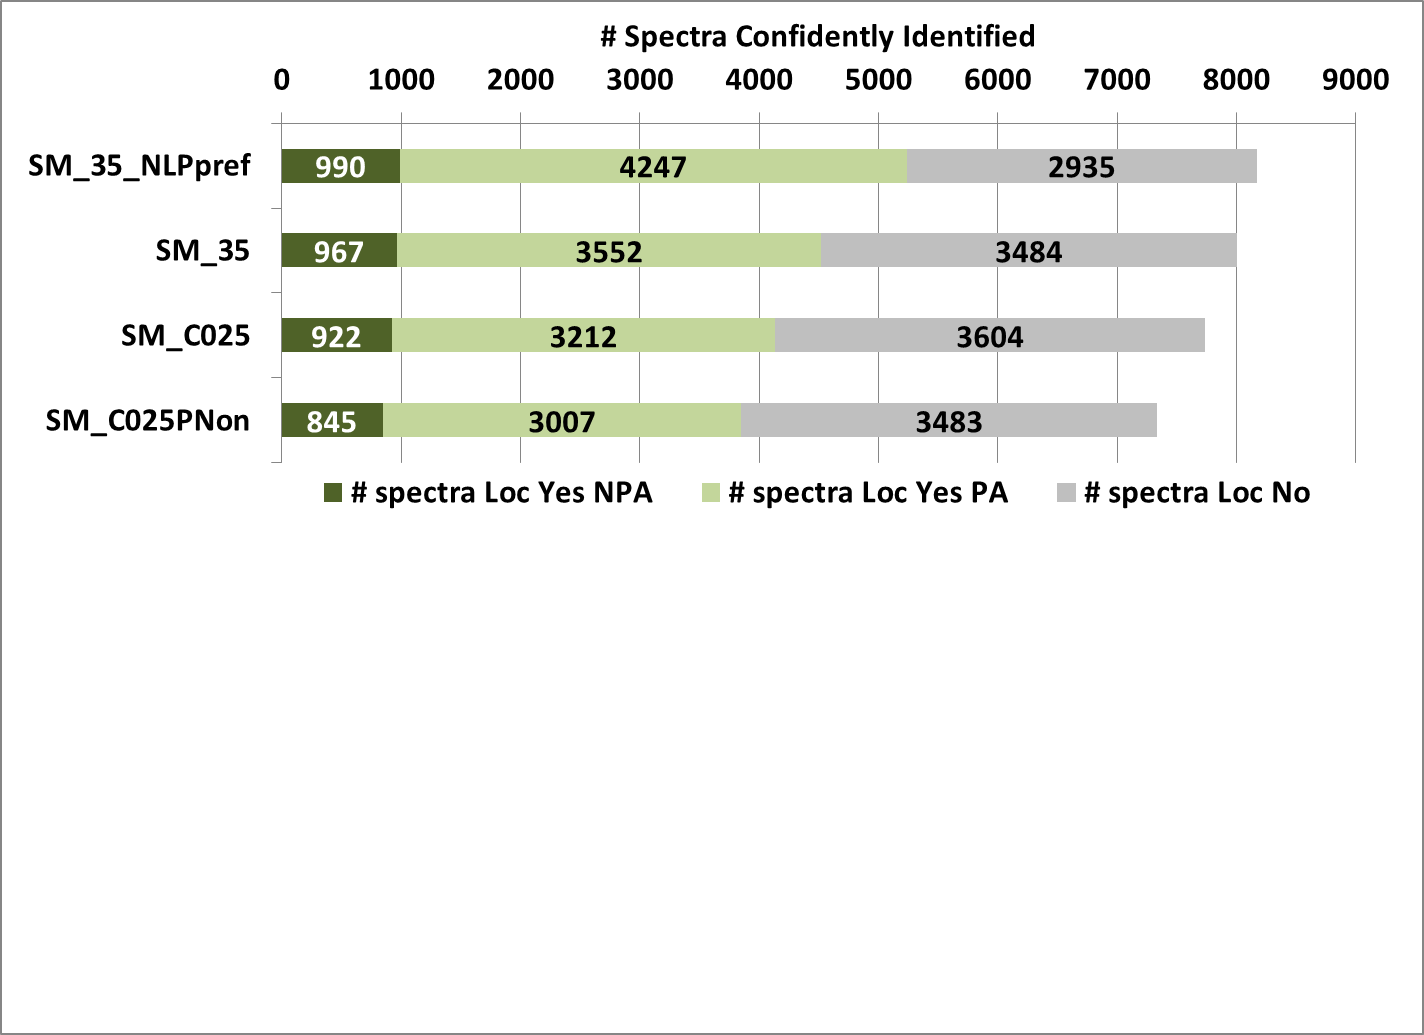 # Spectra Confidently Identified
0 1000 2000 3000 4000 5000 6000 7000 8000 9000
SM_35_NLPpref 990 4247 2935
SM_35 967 3552 3484
SM_C025 922 3212 3604
SM_C025PNon 845 3007 3483
# spectra Loc Yes NPA # spectra Loc Yes PA # spectra Loc No